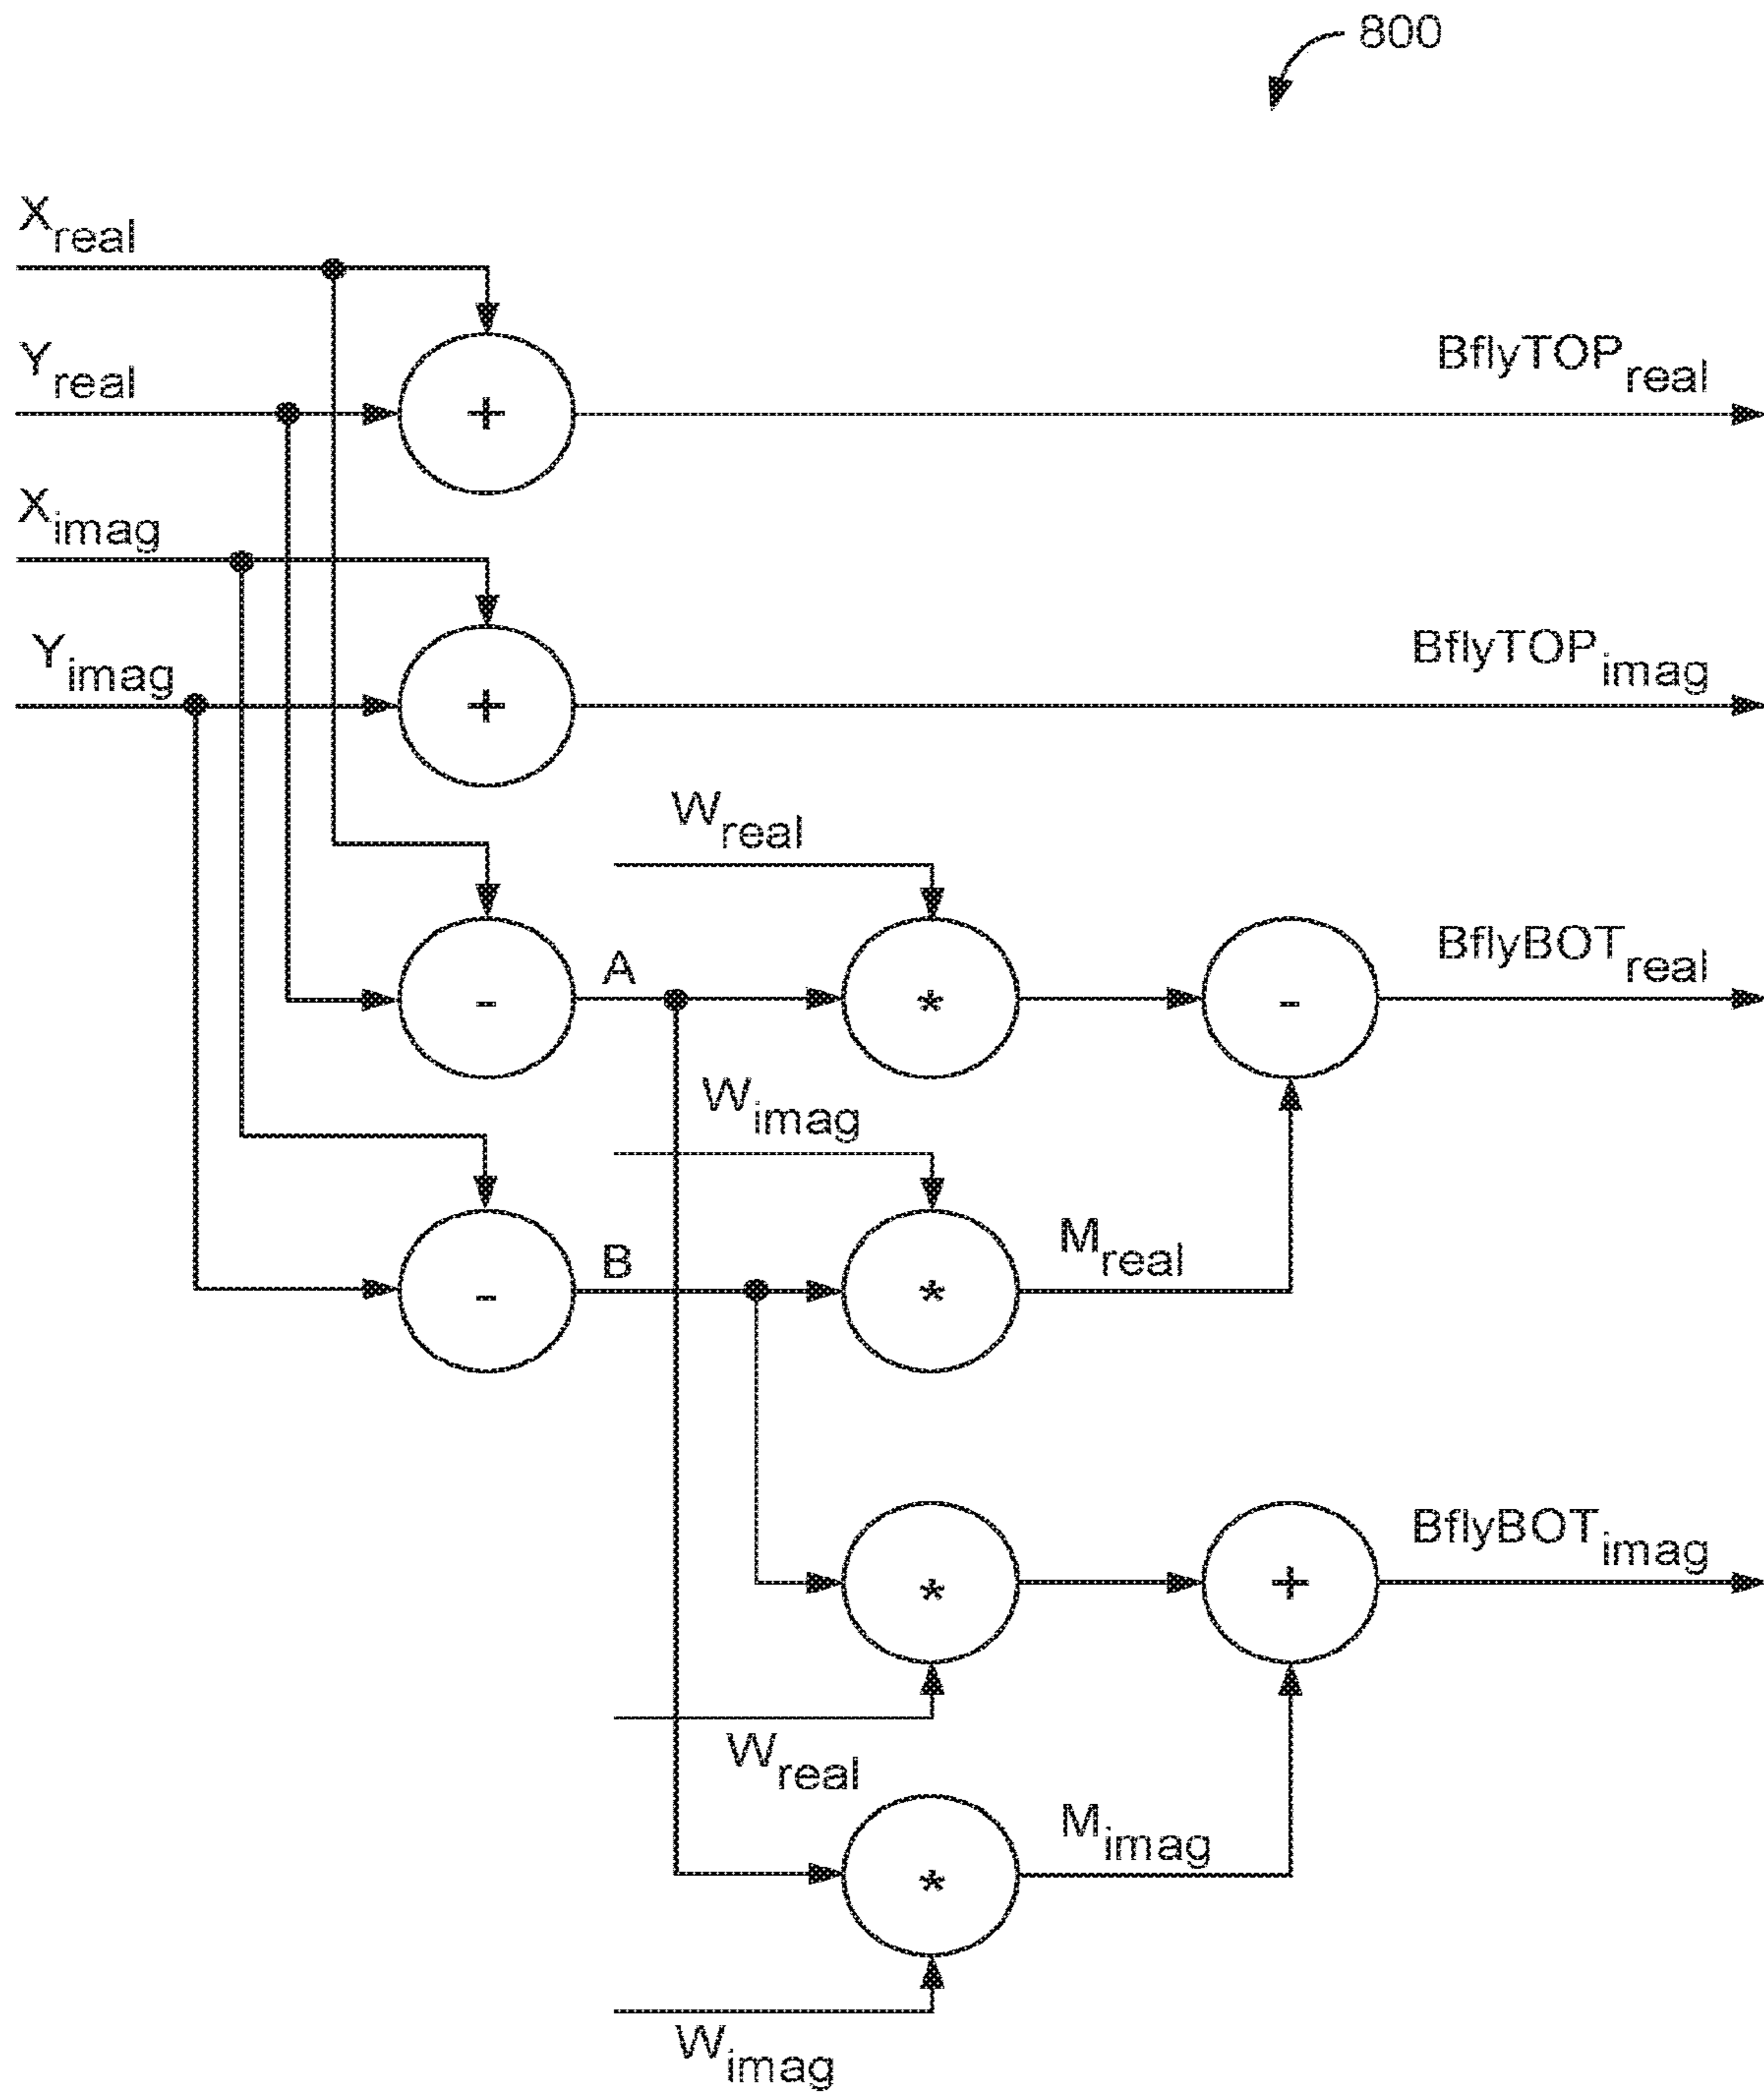 800
Xreal
Yreal
BflyTOPreal
Ximag
Yimag
BflyTOPimag
Wreal
+
+
-
A
*
-
BflyBOTreal
Wimag
-
B
*
Mreal
*
+
BflyBOTimag
Wreal
*
Mimag
Wimag